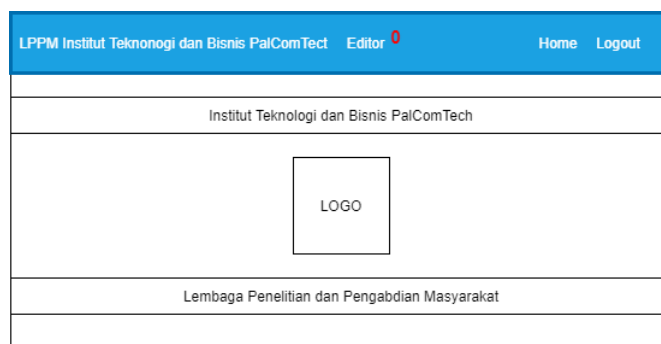 LPPM Institut Teknonogi dan Bisnis PalComTect Editor 0 Home Logout
Institut Teknologi dan Bisnis PalComTech
LOGO
Lembaga Penelitian dan Pengabdian Masyarakat